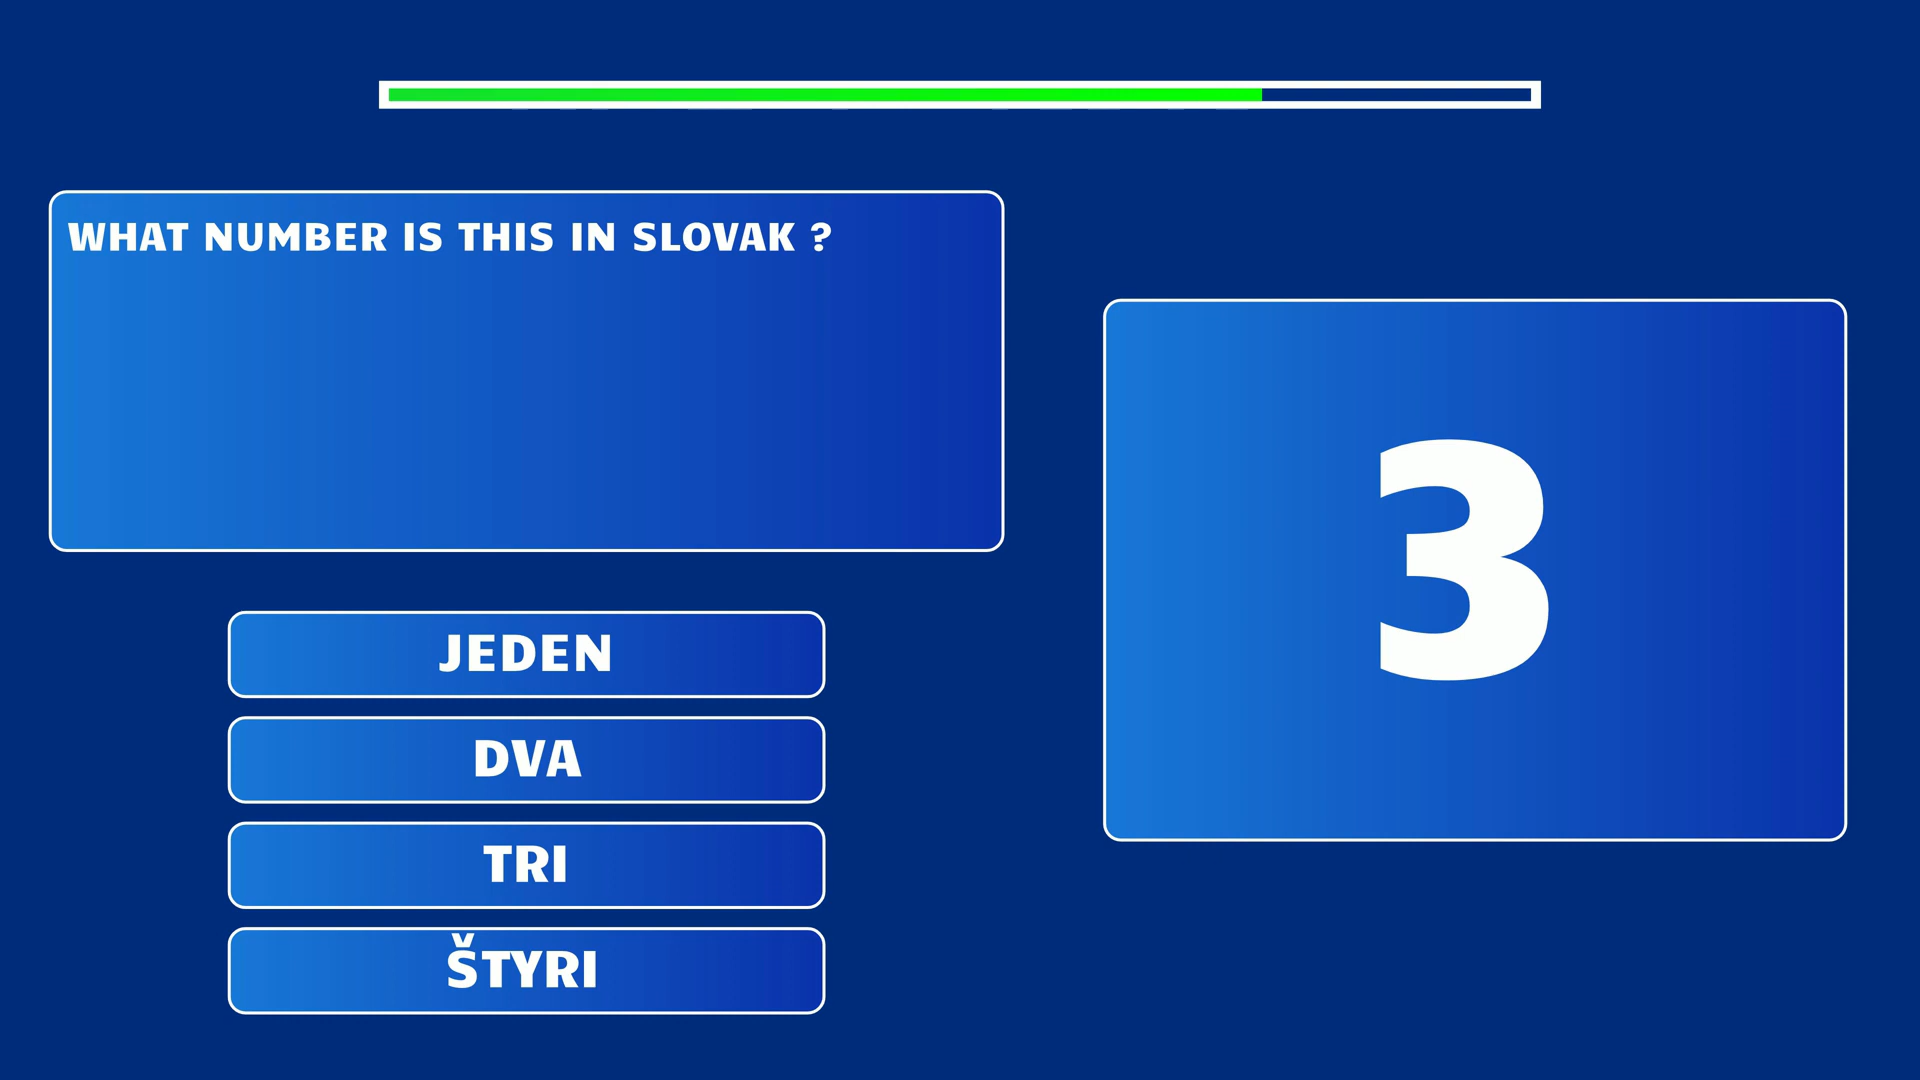 WHAT NUMBER IS THIS IN SLOVAK ?
3
JEDEN
DVA
TRI
ŠTYRI